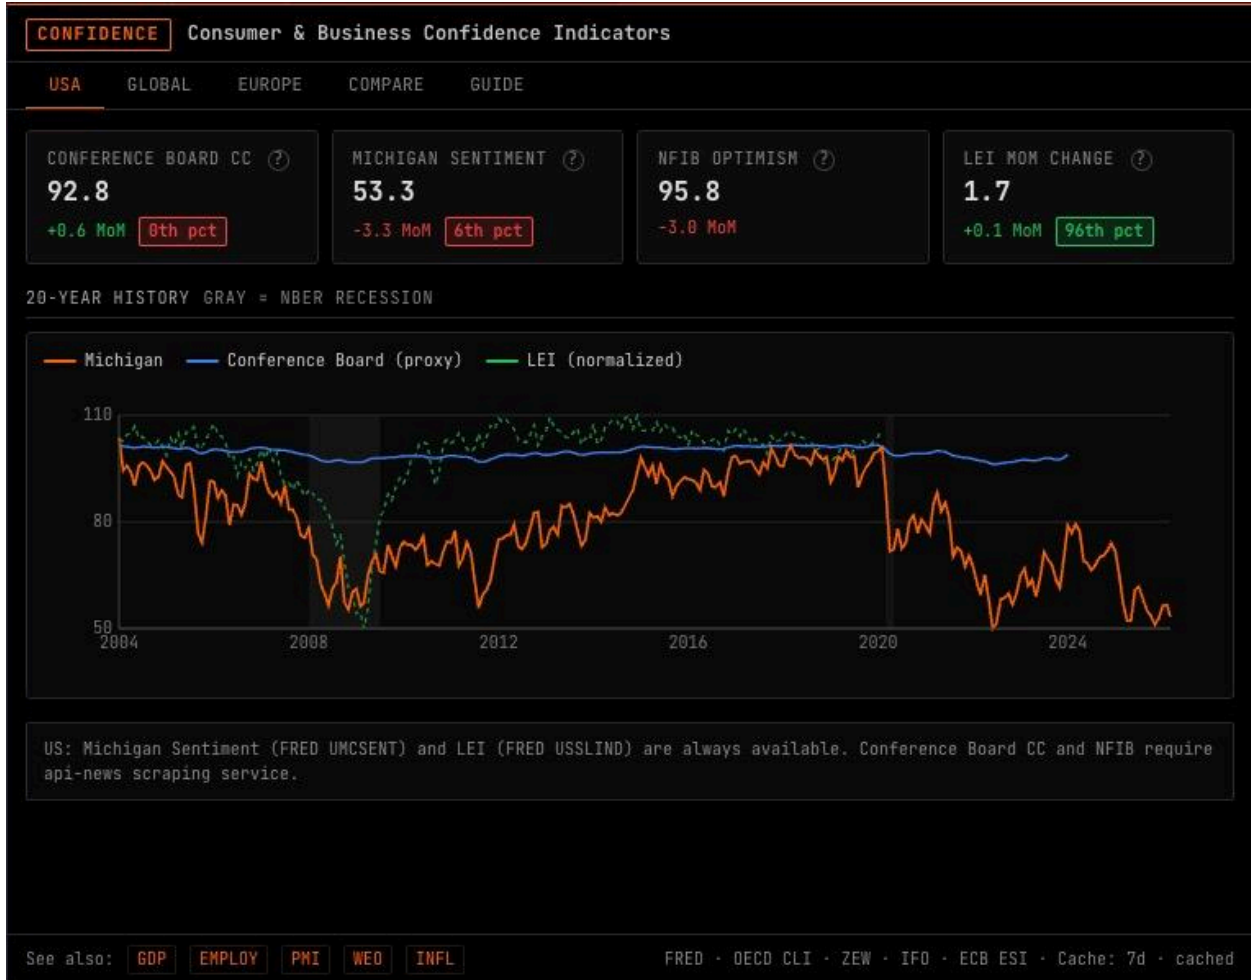 CONFIDENCE Consumer & Business Confidence Indicators
USA GLOBAL EUROPE COMPARE GUIDE
CONFERENCE BOARD CC ?
92.8
+0.6 MoM 0th pct
MICHIGAN SENTIMENT ?
53.3
-3.3 MoM 6th pct
NFIB OPTIMISM ?
95.8
-3.0 MoM
LEI MOM CHANGE ?
1.7
+0.1 MoM 96th pct
20-YEAR HISTORY GRAY = NBER RECESSION
Michigan Conference Board (proxy) LEI (normalized)
110
80
50
2004 2008 2012 2016 2020 2024
US: Michigan Sentiment (FRED UMCSENT) and LEI (FRED USSLIND) are always available. Conference Board CC and NFIB require
api-news scraping service.
See also: GDP EMPLOY PMI WEO INFL FRED · OECD CLI · ZEW · IFO · ECB ESI · Cache: 7d · cached